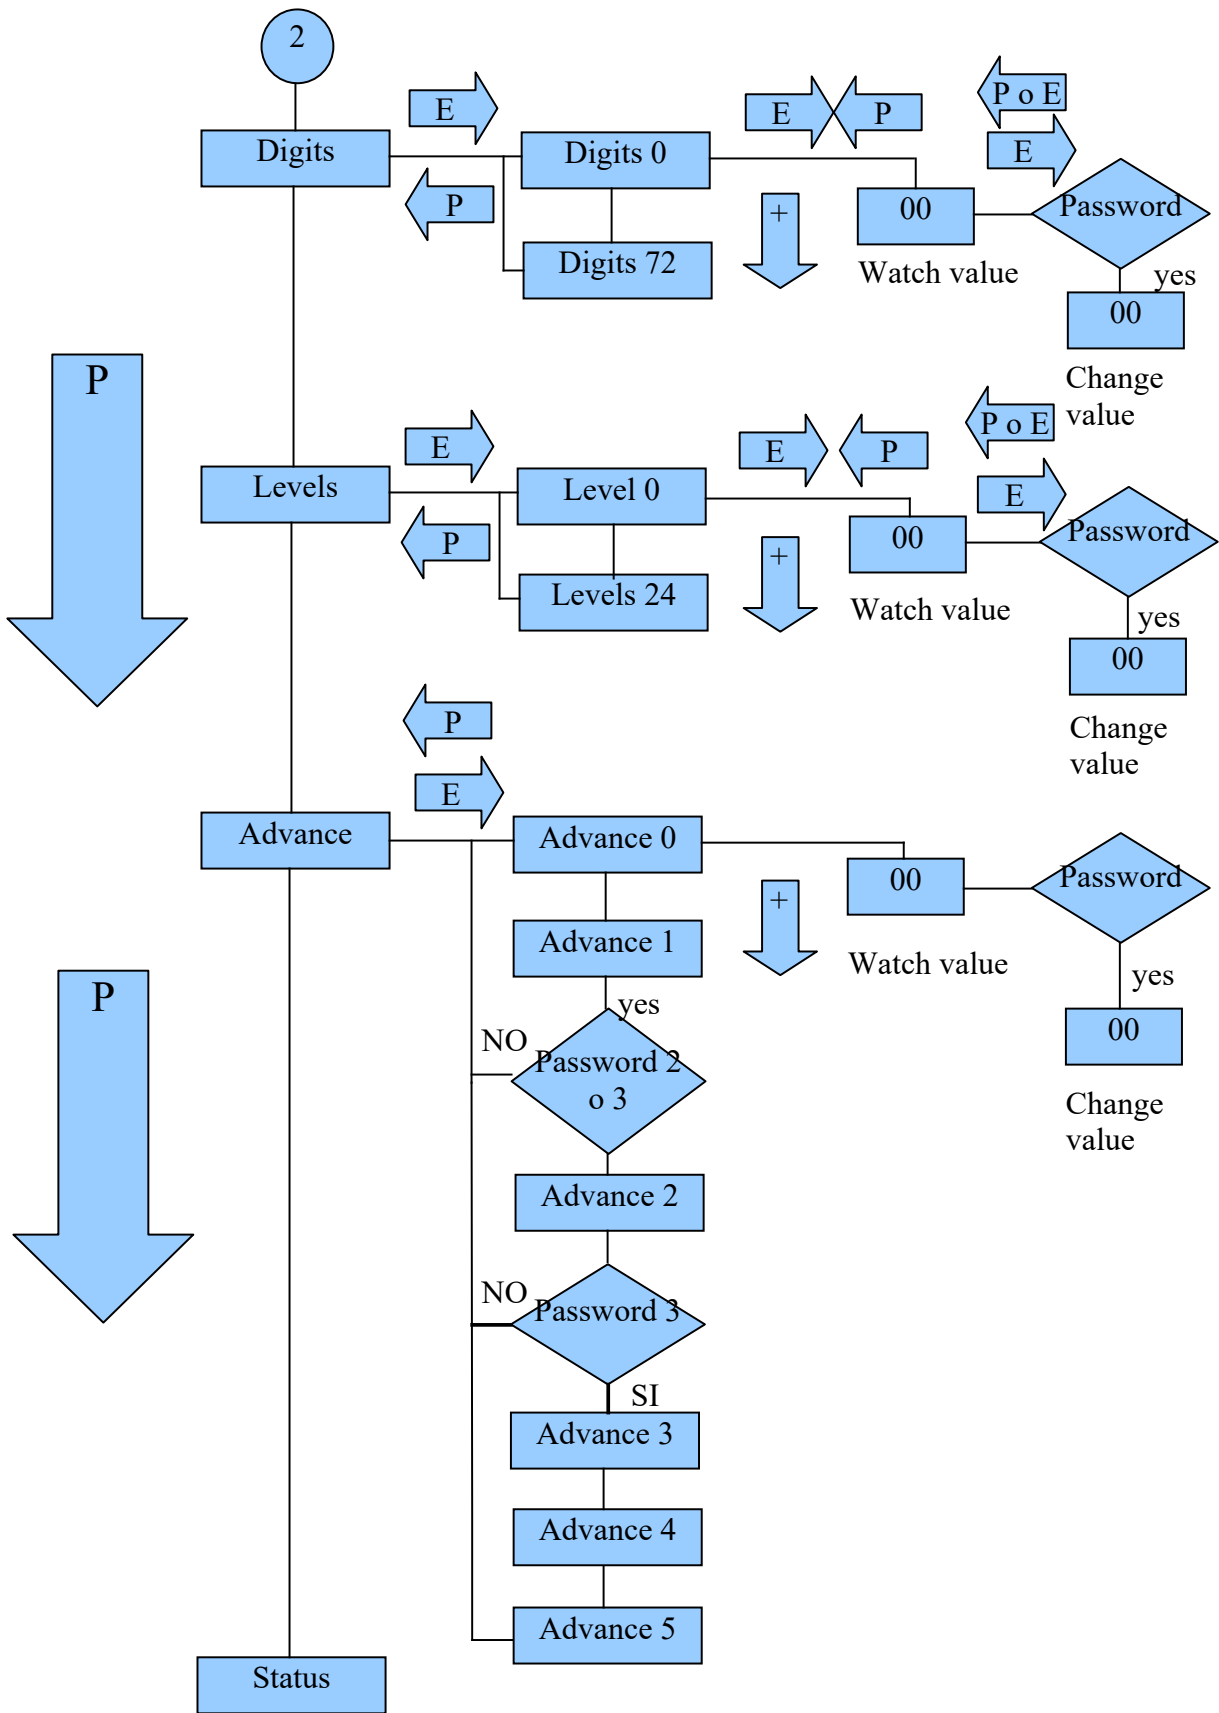 2
E
E
P
P o E
E
Digits
Digits 0
P
+
00
Password
Watch value
Digits 72
yes
00
Change
value
P
E
E
P
P o E
Levels
Level 0
E
P
+
00
Password
Levels 24
Watch value
yes
00
Change
value
P
E
Advance
Advance 0
+
00
Password
Advance 1
Watch value
yes
P
yes
NO
Password 2
o 3
00
Change
value
Advance 2
NO
Password 3
SI
Advance 3
Advance 4
Advance 5
Status